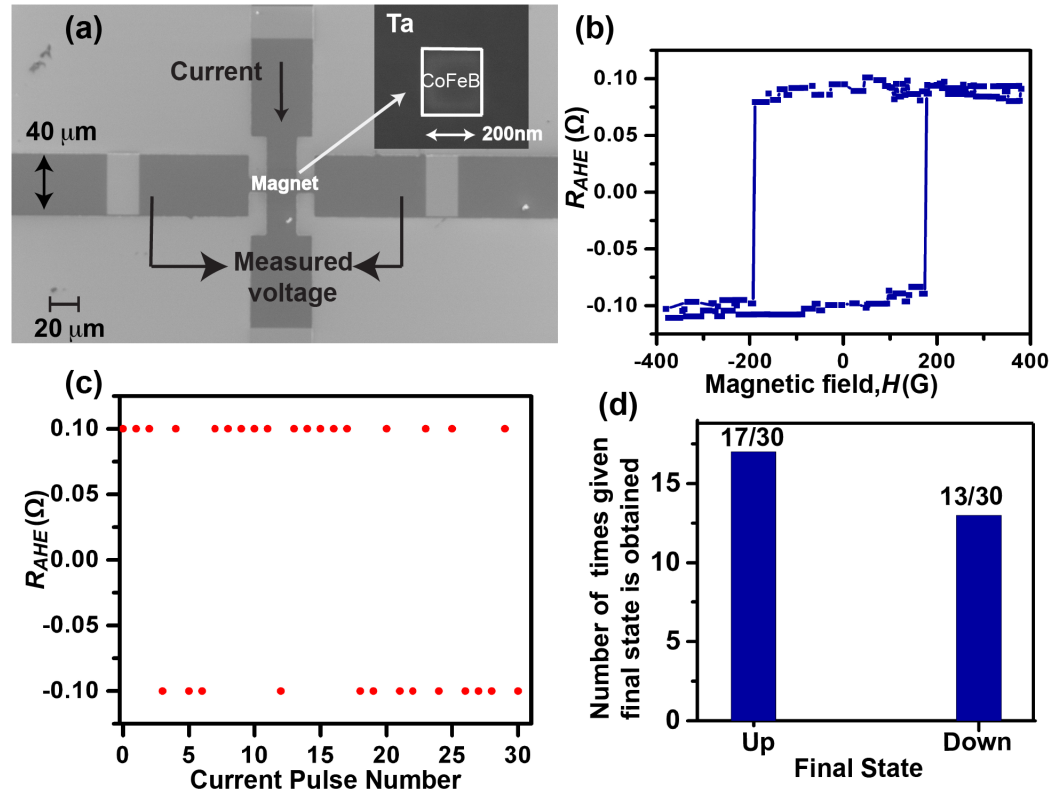 (a)
Ta
Current
CoFeB
200nm
40 μm
Magnet
Measured
voltage
20 μm
(b)
0.10
0.05
0.00
-0.05
-0.10
R_AHE (Ω)
-400
-200
0
200
400
Magnetic field,H(G)
(c)
0.10
0.05
0.00
-0.05
-0.10
R_AHE (Ω)
0
5
10
15
20
25
30
Current Pulse Number
(d)
17/30
13/30
15
10
5
0
Number of times given
final state is obtained
Up
Down
Final State